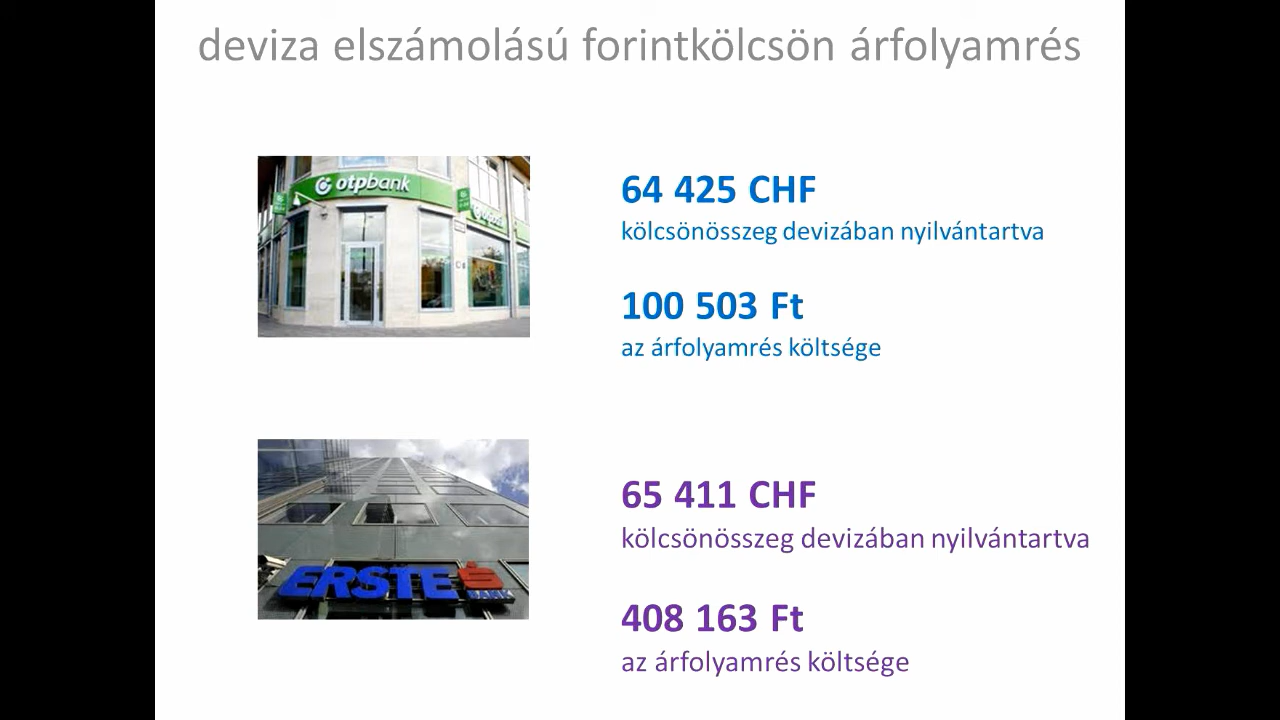 deviza elszámolású forintkölcsön árfolyamrés
otpbank
64 425 CHF
kölcsönösszeg devizában nyilvántartva
100 503 Ft
az árfolyamrés költsége
ERSTE
BANK
65 411 CHF
kölcsönösszeg devizában nyilvántartva
408 163 Ft
az árfolyamrés költsége